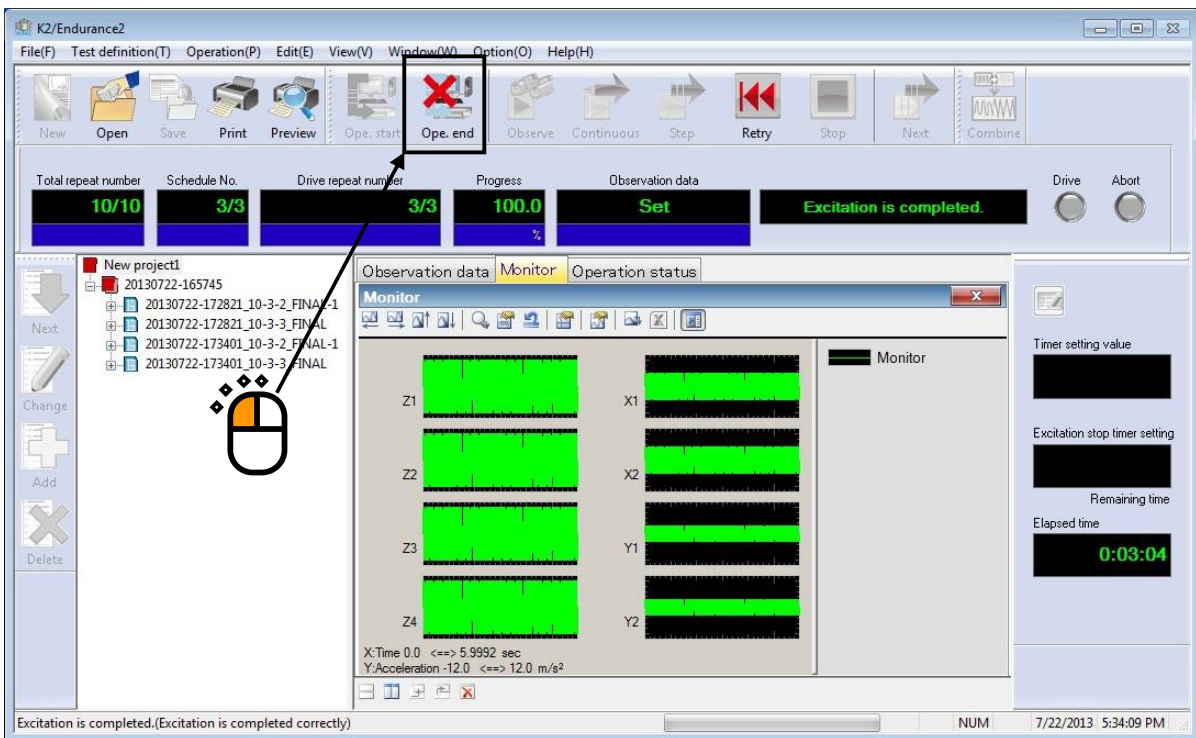 K2/Endurance2
File(F) Test definition(T) Operation(P) Edit(E) View(V) Window(W) Option(O) Help(H)
New Open Save Print Preview Ope. start Ope. end Observe Continuous Step Retry Stop Next Combine
Total repeat number Schedule No. Drive repeat number Progress Observation data Drive Abort
10/10 3/3 3/3 100.0 Set Excitation is completed.
%
New project1
20130722-165745
20130722-172821_10-3-2_FINAL-1
20130722-172821_10-3-3_FINAL
20130722-173401_10-3-2_FINAL-1
20130722-173401_10-3-3_FINAL
Next
Change
Add
Delete
Observation data Monitor Operation status
Monitor
Monitor
Z1 X1
Z2 X2
Z3 Y1
Z4 Y2
X:Time 0.0 <==> 5.9992 sec
Y:Acceleration -12.0 <==> 12.0 m/s²
Timer setting value
Excitation stop timer setting
Remaining time
Elapsed time
0:03:04
Excitation is completed.(Excitation is completed correctly) NUM 7/22/2013 5:34:09 PM